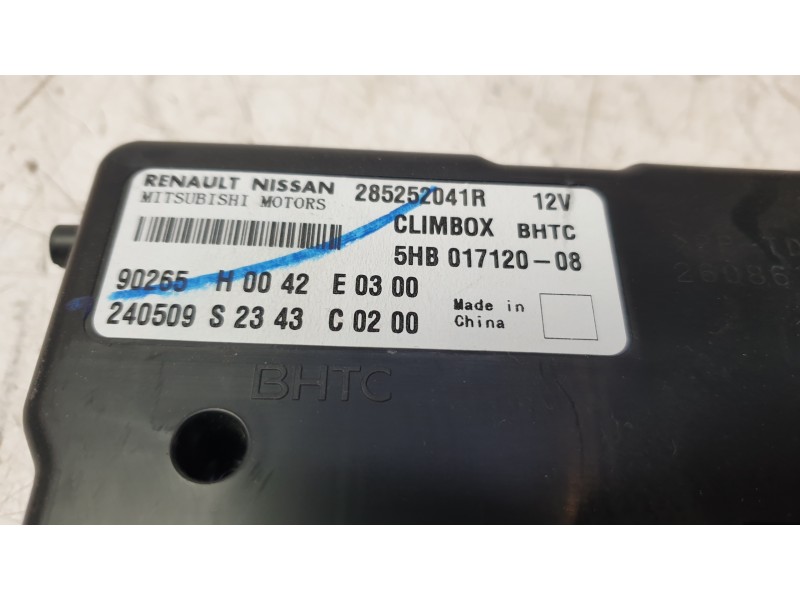 RENAULT NISSAN 285252041R 12V
MITSUBISHI MOTORS
CLIMBOX BHTC
5HB 017120-08
90265 H 00 42 E 03 00
240509 S 23 43 C 02 00
Made in
China
BHTC